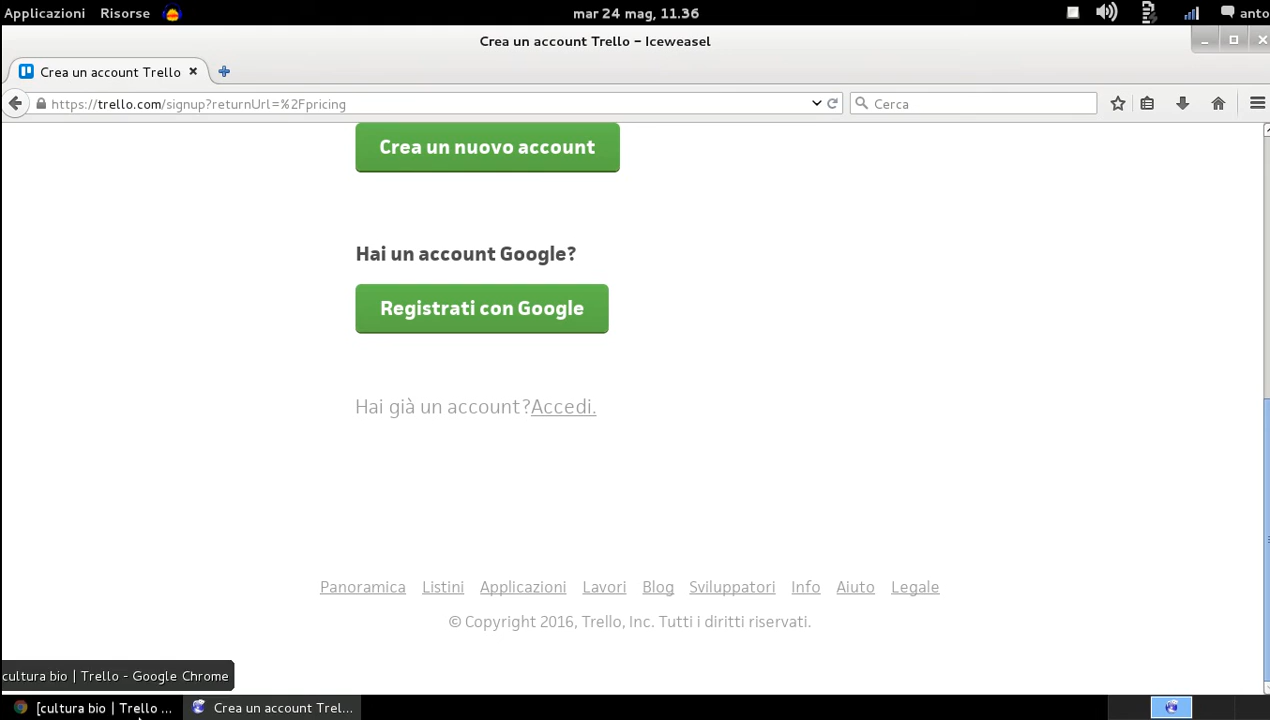 Applicazioni Risorse mar 24 mag, 11.36 anto
Crea un account Trello – Iceweasel
Crea un account Trello
https://trello.com/signup?returnUrl=%2Fpricing Cerca
Crea un nuovo account
Hai un account Google?
Registrati con Google
Hai già un account?Accedi.
Panoramica Listini Applicazioni Lavori Blog Sviluppatori Info Aiuto Legale
© Copyright 2016, Trello, Inc. Tutti i diritti riservati.
cultura bio | Trello - Google Chrome
[cultura bio | Trello ... Crea un account Trel...